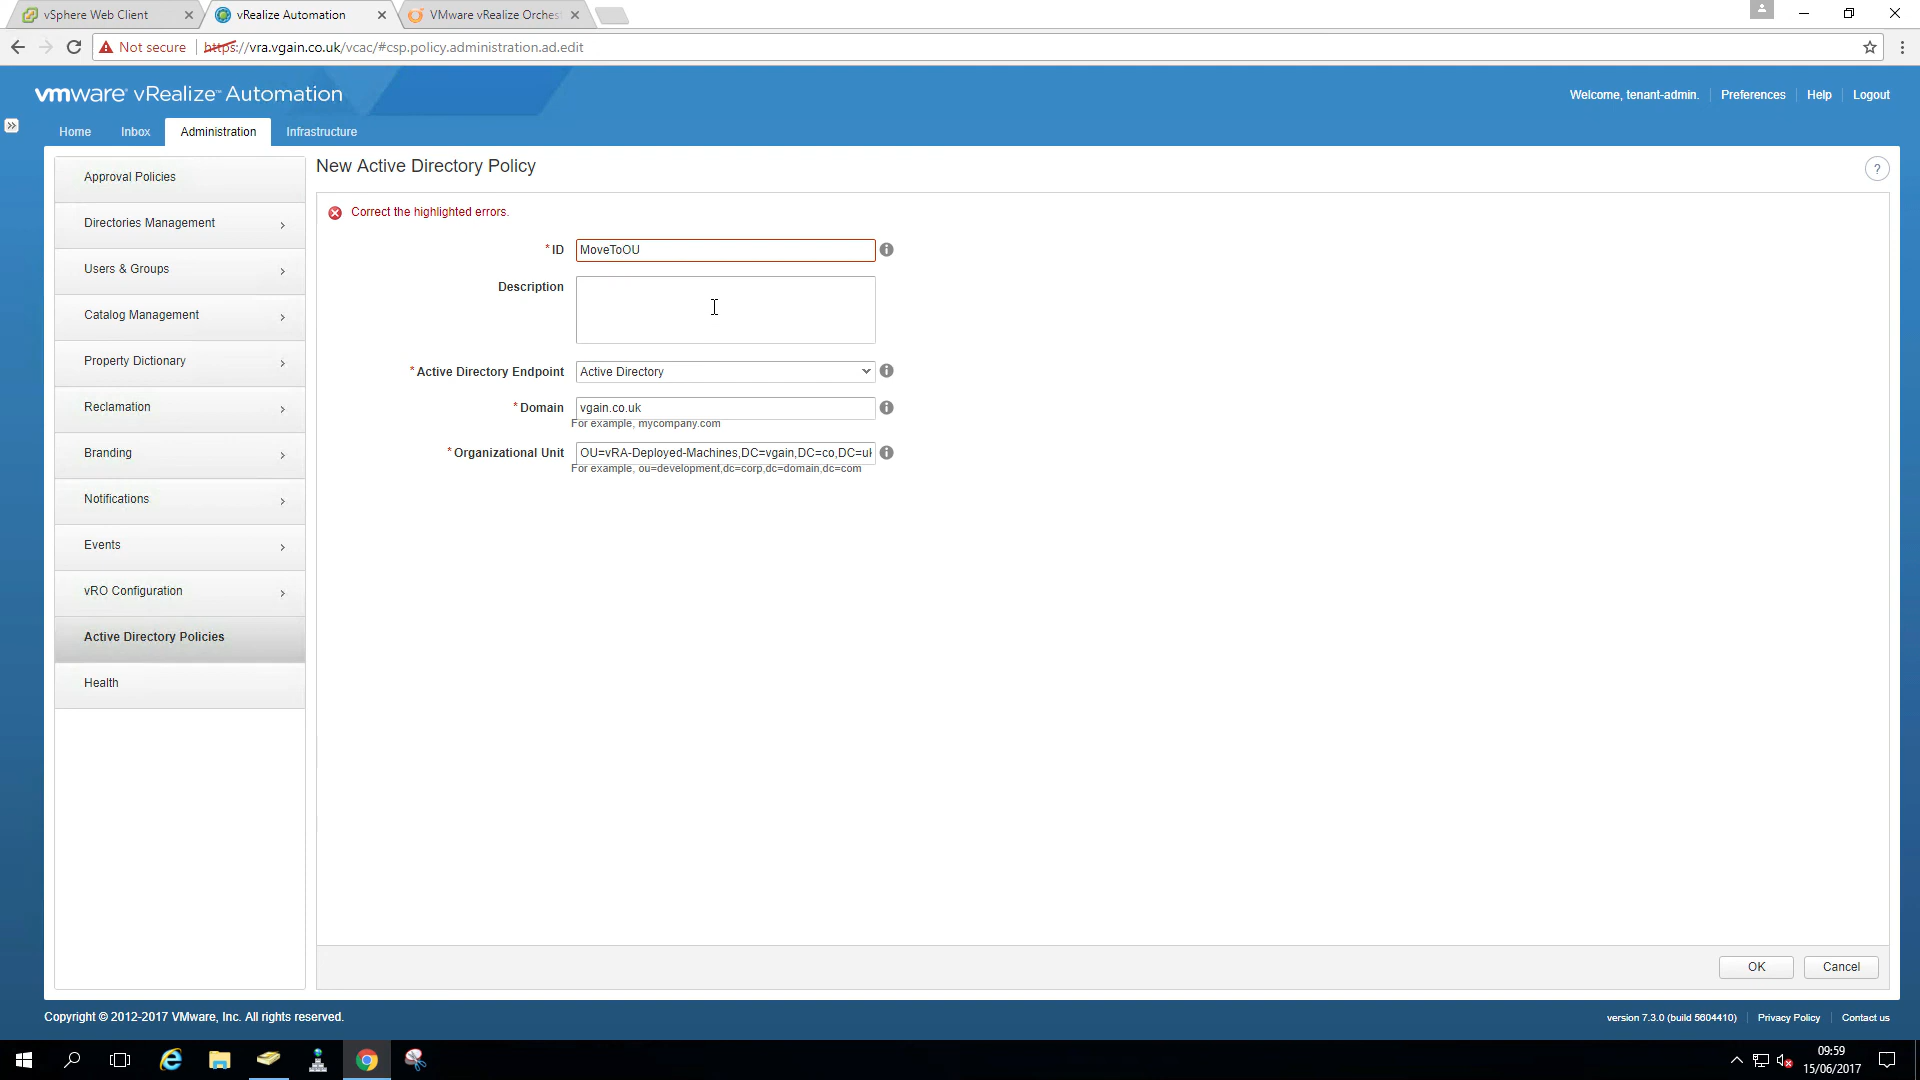 vSphere Web Client
vRealize Automation
VMware vRealize Orches
Not secure
https://vra.vgain.co.uk/vcac/#csp.policy.administration.ad.edit
vmware vRealize™ Automation
Welcome, tenant-admin.
Preferences
Help
Logout
Home
Inbox
Administration
Infrastructure
Approval Policies
Directories Management
Users & Groups
Catalog Management
Property Dictionary
Reclamation
Branding
Notifications
Events
vRO Configuration
Active Directory Policies
Health
New Active Directory Policy
?
Correct the highlighted errors.
* ID MoveToOU
Description
* Active Directory Endpoint Active Directory
* Domain vgain.co.uk
For example, mycompany.com
* Organizational Unit OU=vRA-Deployed-Machines,DC=vgain,DC=co,DC=uk
For example, ou=development,dc=corp,dc=domain,dc=com
OK
Cancel
Copyright © 2012-2017 VMware, Inc. All rights reserved.
version 7.3.0 (build 5604410)
Privacy Policy
Contact us
09:59
15/06/2017